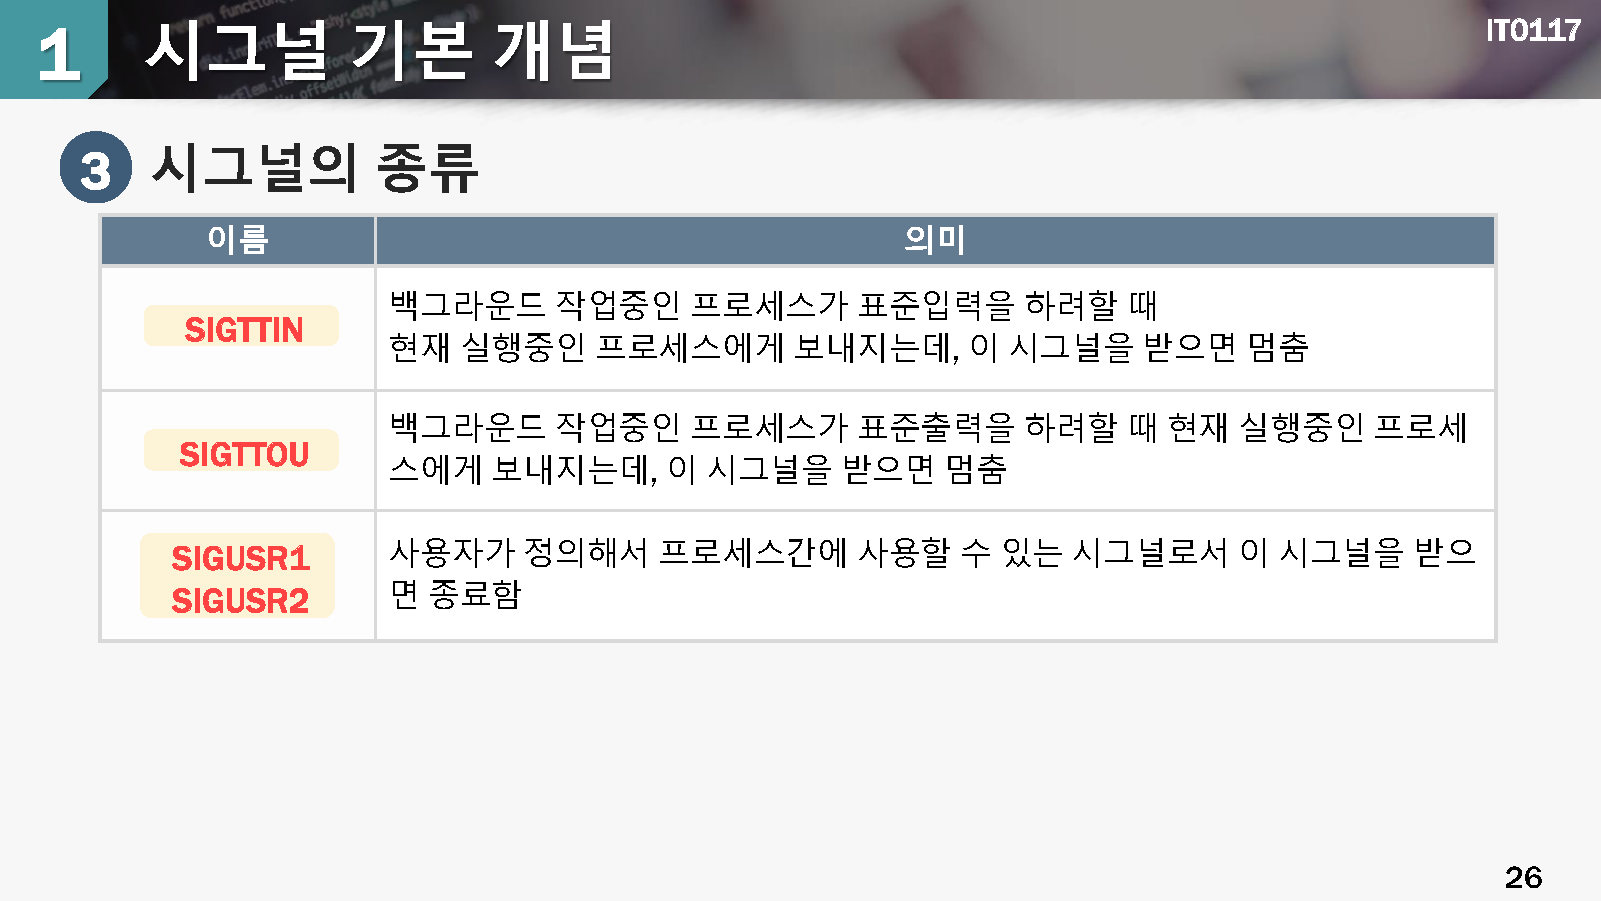 1 시그널 기본 개념
IT0117
3 시그널의 종류
이름 의미
SIGTTIN
백그라운드 작업중인 프로세스가 표준입력을 하려할 때
현재 실행중인 프로세스에게 보내지는데, 이 시그널을 받으면 멈춤
SIGTTOU
백그라운드 작업중인 프로세스가 표준출력을 하려할 때 현재 실행중인 프로세
스에게 보내지는데, 이 시그널을 받으면 멈춤
SIGUSR1
SIGUSR2
사용자가 정의해서 프로세스간에 사용할 수 있는 시그널로서 이 시그널을 받으
면 종료함
26